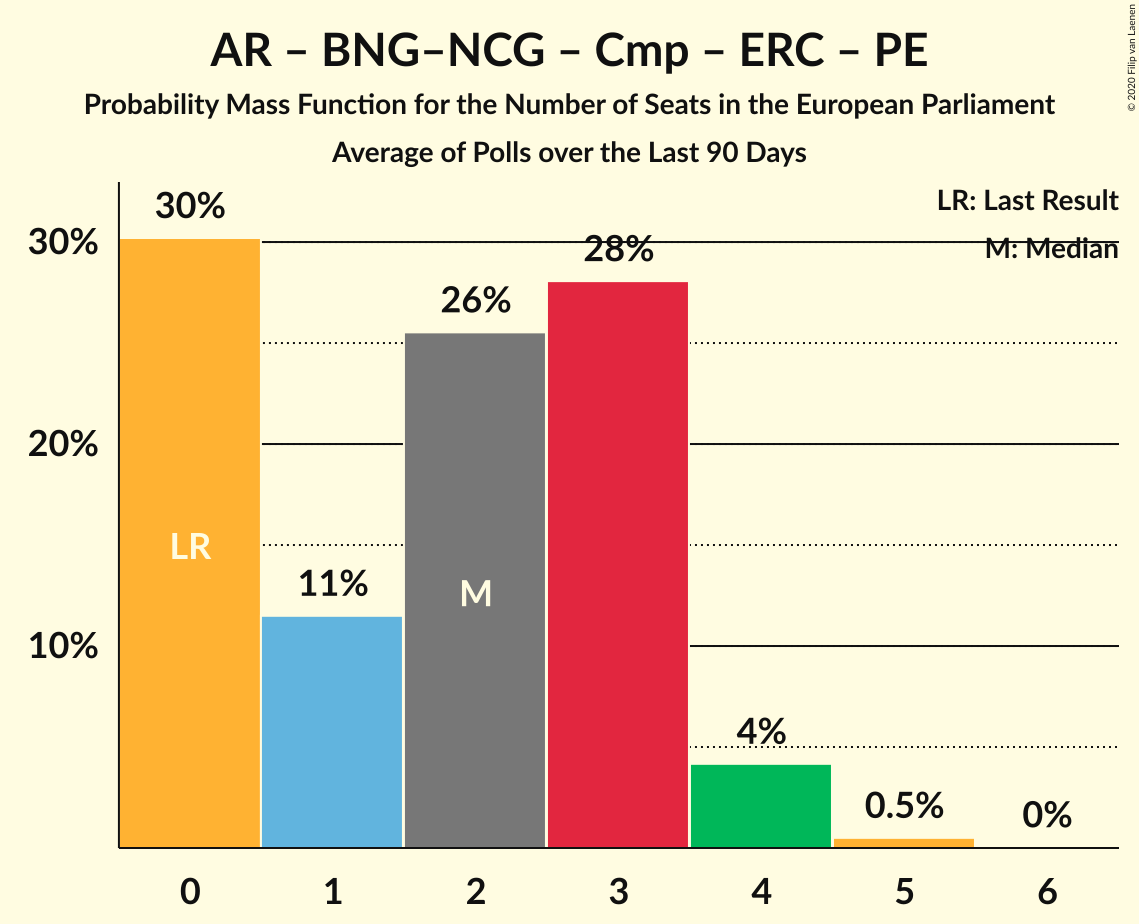 AR – BNG–NCG – Cmp – ERC – PE
Probability Mass Function for the Number of Seats in the European Parliament
Average of Polls over the Last 90 Days
© 2020 Filip van Laenen
LR: Last Result
M: Median
30%
20%
10%
30%
11%
26%
28%
4%
0.5%
0%
LR
M
0
1
2
3
4
5
6